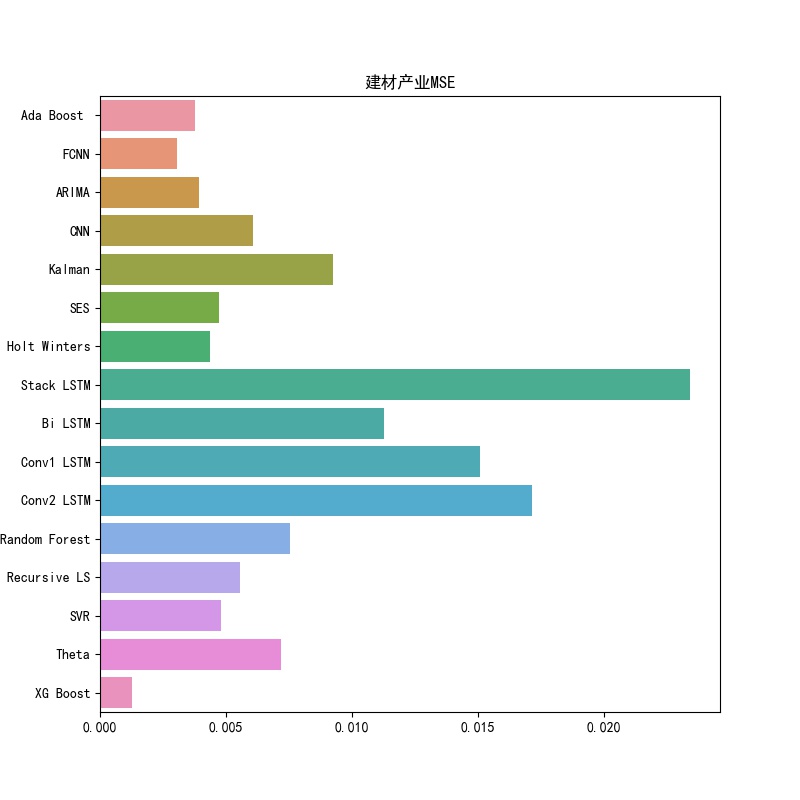 建材产业MSE
Ada Boost
FCNN
ARIMA
CNN
Kalman
SES
Holt Winters
Stack LSTM
Bi LSTM
Conv1 LSTM
Conv2 LSTM
Random Forest
Recursive LS
SVR
Theta
XG Boost
0.000 0.005 0.010 0.015 0.020